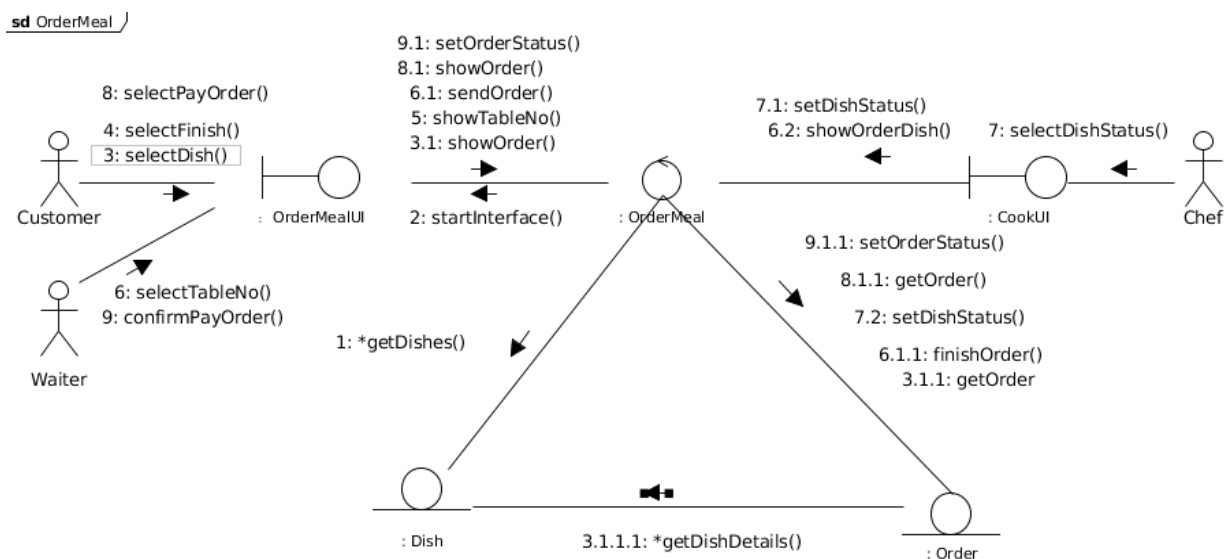 sd OrderMeal
9.1: setOrderStatus()
8.1: showOrder()
6.1: sendOrder()
5: showTableNo()
3.1: showOrder()
8: selectPayOrder()
4: selectFinish()
3: selectDish()
7.1: setDishStatus()
6.2: showOrderDish()
7: selectDishStatus()
Customer
: OrderMealUI
2: startInterface()
: OrderMeal
: CookUI
Chef
6: selectTableNo()
9: confirmPayOrder()
Waiter
9.1.1: setOrderStatus()
8.1.1: getOrder()
7.2: setDishStatus()
6.1.1: finishOrder()
3.1.1: getOrder
1: *getDishes()
: Dish
3.1.1.1: *getDishDetails()
: Order